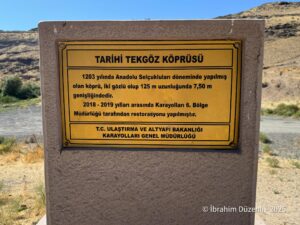 TARİHİ TEKGÖZ KÖPRÜSÜ
1203 yılında Anadolu Selçukluları döneminde yapılmış
olan köprü, iki gözlü olup 125 m uzunluğunda 7,50 m
genişliğindedir.
2018 - 2019 yılları arasında Karayolları 6. Bölge
Müdürlüğü tarafından restorasyonu yapılmıştır.
T.C. ULAŞTIRMA VE ALTYAPI BAKANLIĞI
KARAYOLLARI GENEL MÜDÜRLÜĞÜ
© İbrahim Düzenli - 2025